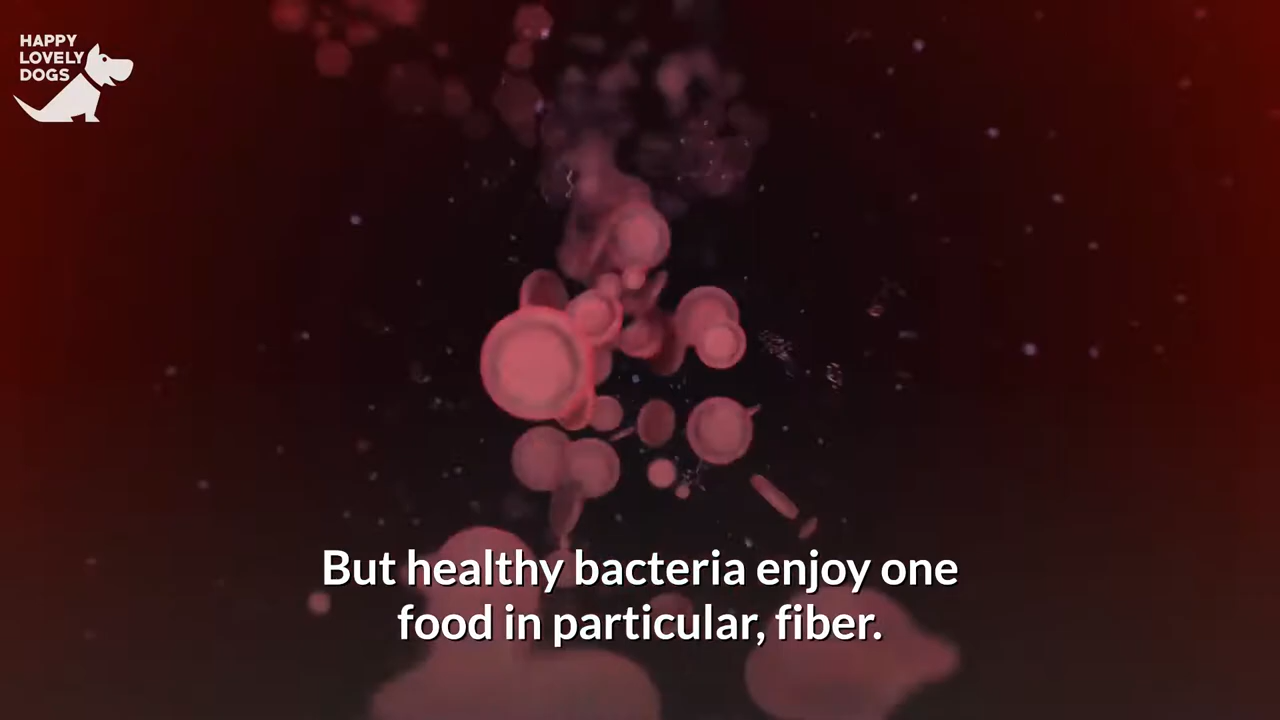 HAPPY
LOVELY
DOGS
But healthy bacteria enjoy one
food in particular, fiber.